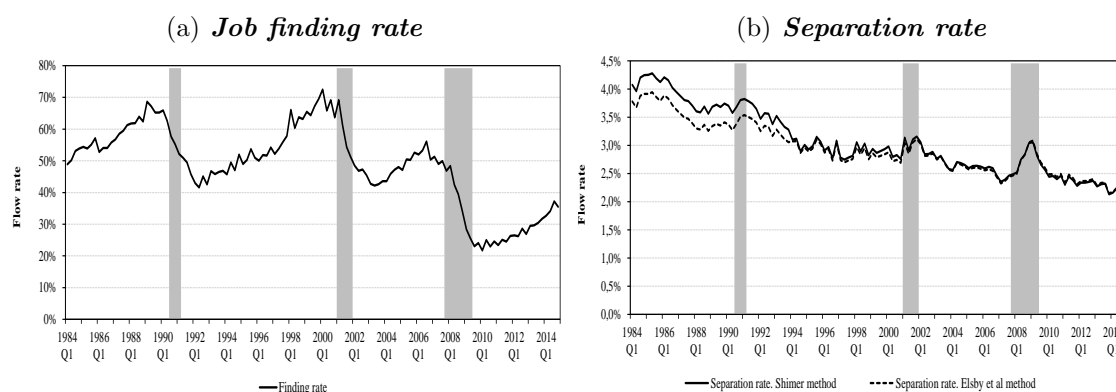 (a) Job finding rate
80%
70%
60%
50%
40%
30%
20%
10%
0%
Flow rate
1984 1986 1988 1990 1992 1994 1996 1998 2000 2002 2004 2006 2008 2010 2012 2014
Q1 Q1 Q1 Q1 Q1 Q1 Q1 Q1 Q1 Q1 Q1 Q1 Q1 Q1 Q1 Q1
Finding rate
(b) Separation rate
4,5%
4,0%
3,5%
3,0%
2,5%
2,0%
1,5%
1,0%
0,5%
0,0%
Flow rate
1984 1986 1988 1990 1992 1994 1996 1998 2000 2002 2004 2006 2008 2010 2012 201
Q1 Q1 Q1 Q1 Q1 Q1 Q1 Q1 Q1 Q1 Q1 Q1 Q1 Q1 Q1 Q1
Separation rate. Shimer method Separation rate. Elsby et al method